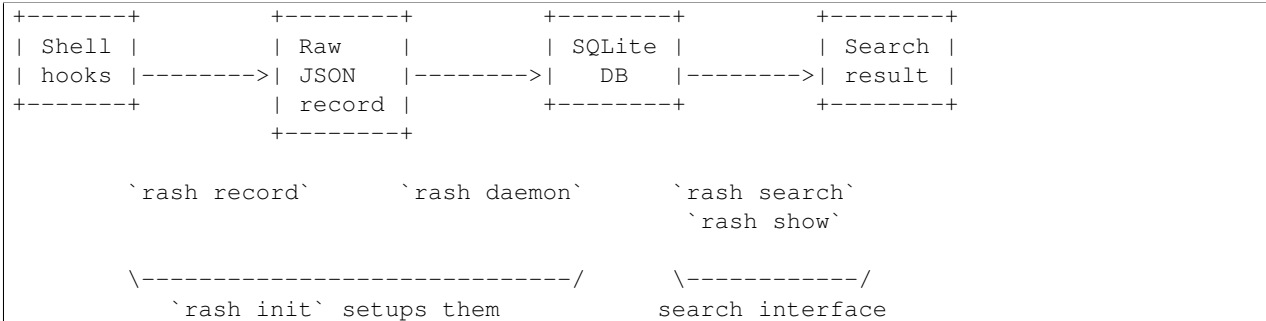 +-------+         +--------+         +--------+         +--------+
| Shell |         | Raw    |         | SQLite |         | Search |
| hooks |-------->| JSON   |-------->|   DB   |-------->| result |
+-------+         | record |         +--------+         +--------+
                  +--------+

        `rash record`      `rash daemon`      `rash search`
                                               `rash show`

        \------------------------------/      \------------/
           `rash init` setups them           search interface